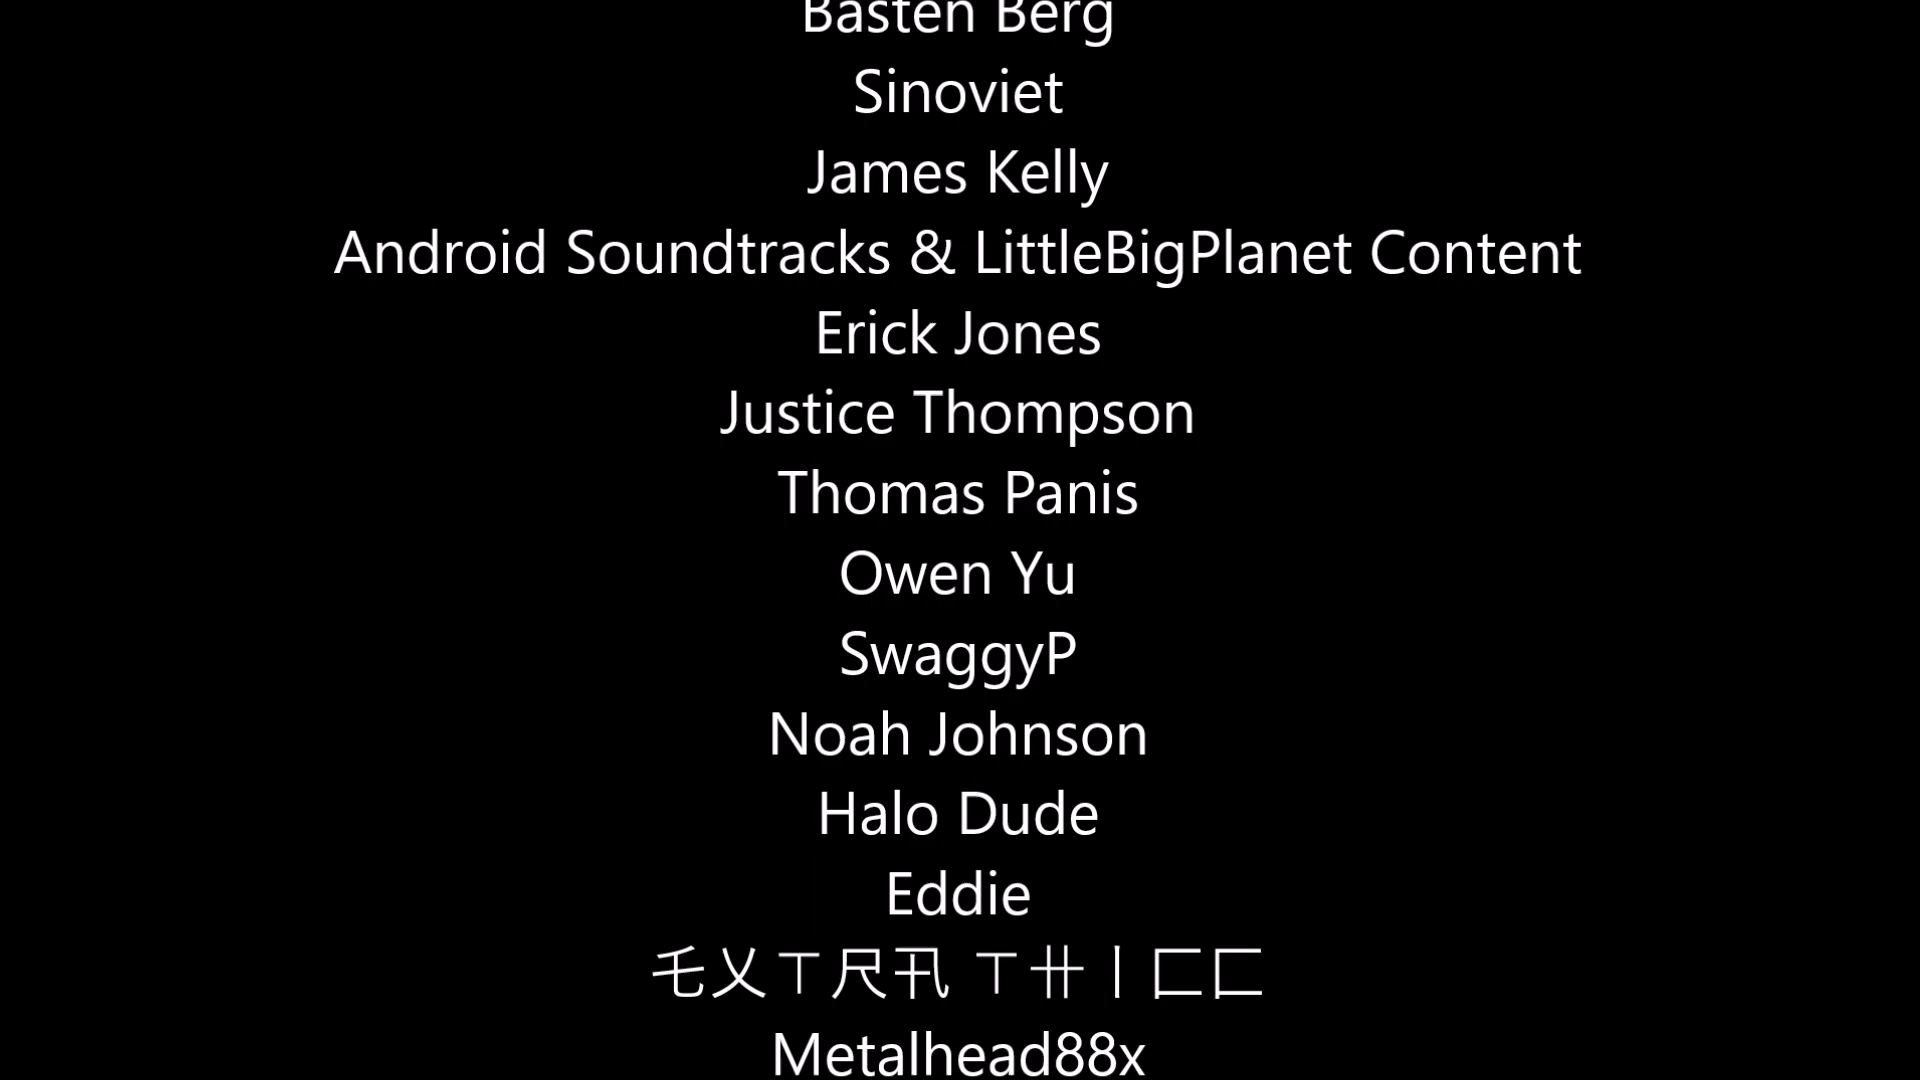 Basten Berg
Sinoviet
James Kelly
Android Soundtracks & LittleBigPlanet Content
Erick Jones
Justice Thompson
Thomas Panis
Owen Yu
SwaggyP
Noah Johnson
Halo Dude
Eddie
乇乂ㄒ尺卂 ㄒ卄丨匚匚
Metalhead88x